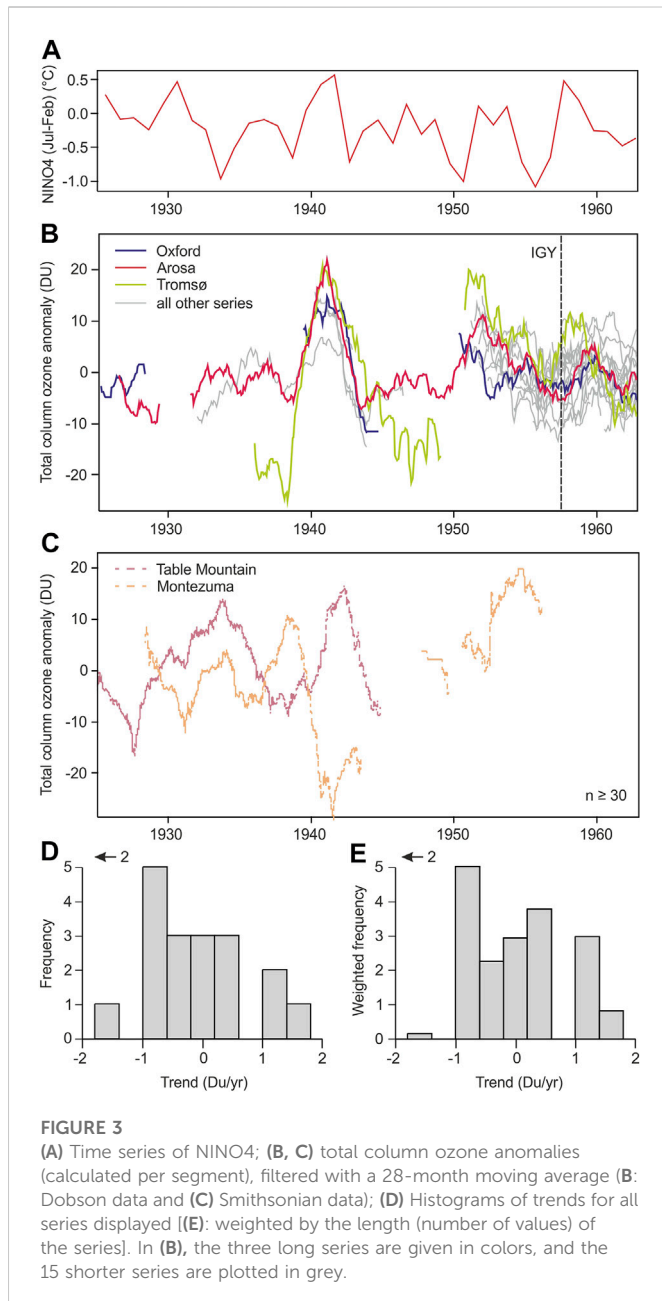 A
NINO4 (Jul-Feb) (°C)
0.5
0.0
-0.5
-1.0
1930 1940 1950 1960
B
Total column ozone anomaly (DU)
Oxford
Arosa
Tromsø
all other series
IGY
20
10
0
-10
-20
1930 1940 1950 1960
C
Total column ozone anomaly (DU)
Table Mountain
Montezuma
20
10
0
-10
-20
n ≥ 30
1930 1940 1950 1960
D
← 2
Frequency
5
4
3
2
1
0
-2 -1 0 1 2
Trend (Du/yr)
E
← 2
Weighted frequency
5
4
3
2
1
0
-2 -1 0 1 2
Trend (Du/yr)
FIGURE 3
(A) Time series of NINO4; (B, C) total column ozone anomalies
(calculated per segment), filtered with a 28-month moving average (B:
Dobson data and (C) Smithsonian data); (D) Histograms of trends for all
series displayed [(E): weighted by the length (number of values) of
the series]. In (B), the three long series are given in colors, and the
15 shorter series are plotted in grey.